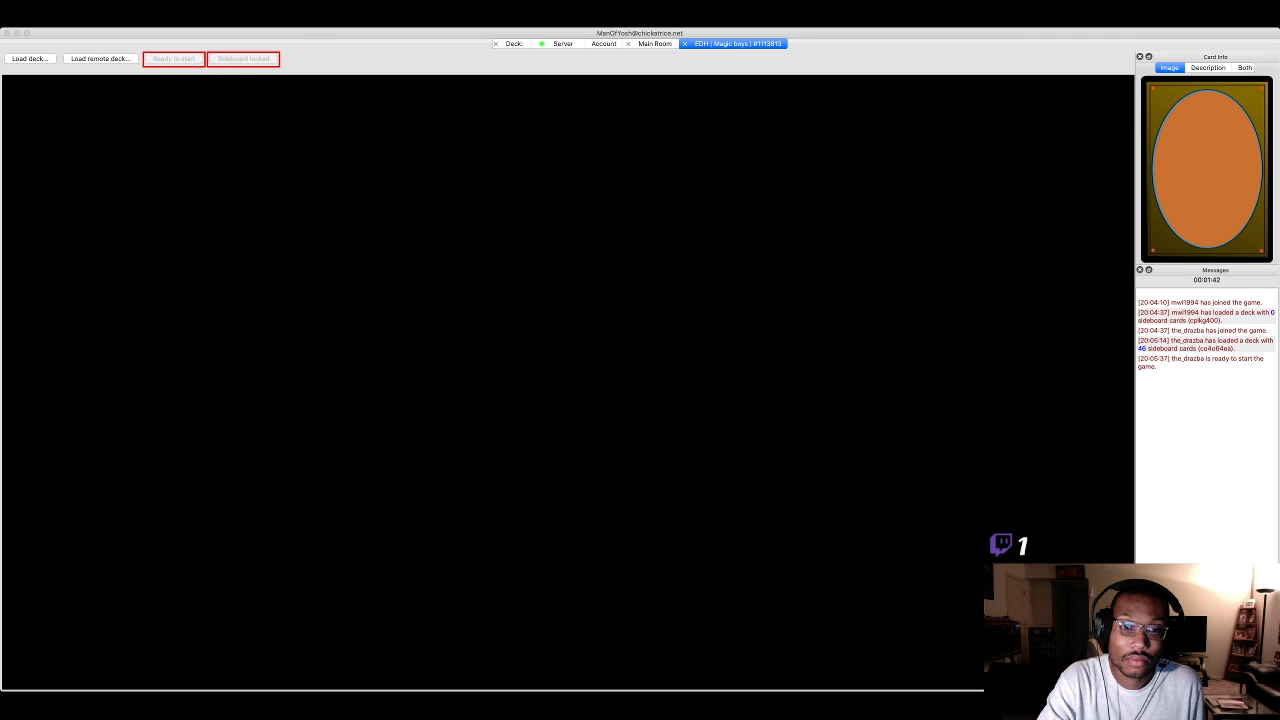 ManOfYosh@chickatrice.net
Deck: Server Account Main Room EDH | Magic boys | #1113813
Load deck... Load remote deck... Ready to start Sideboard locked
Card Info
Image Description Both
Messages
00:01:42
[20:04:10] mwl1994 has joined the game.
[20:04:37] mwl1994 has loaded a deck with 0
sideboard cards (cplkg400).
[20:04:37] the_drazba has joined the game.
[20:05:14] the_drazba has loaded a deck with
46 sideboard cards (co4o64ea).
[20:05:37] the_drazba is ready to start the
game.
1